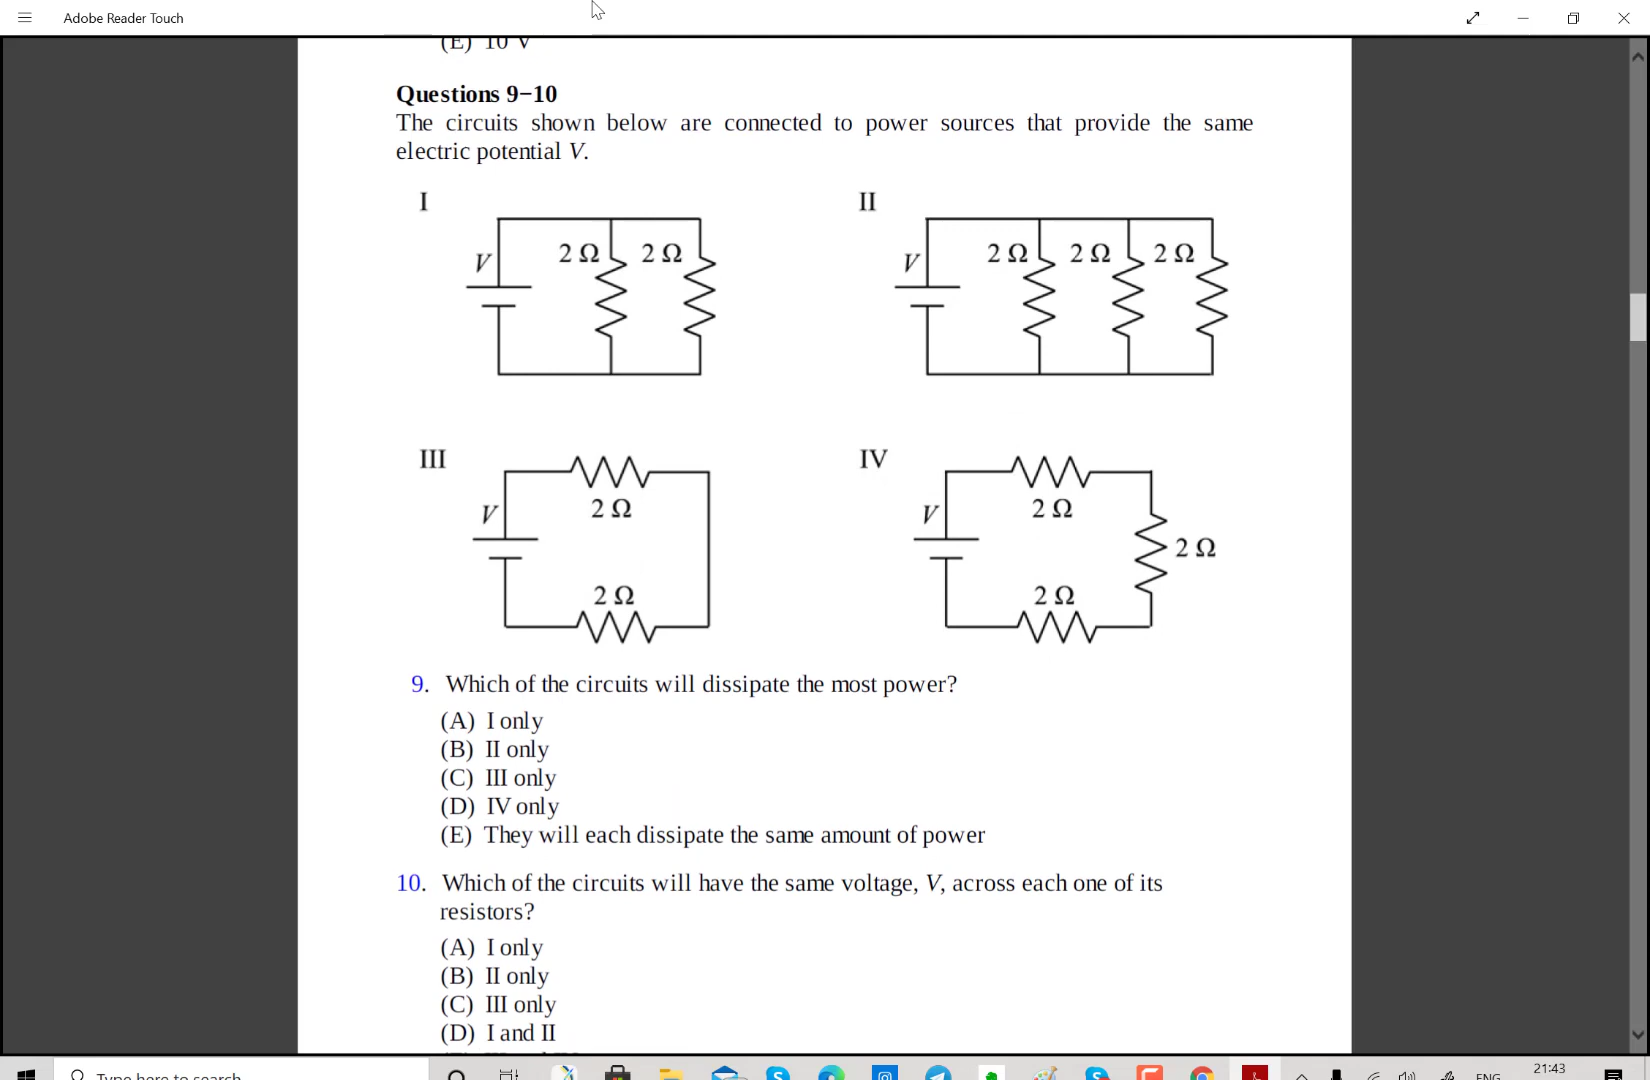 Adobe Reader Touch
(E) 10 V
Questions 9–10
The circuits shown below are connected to power sources that provide the same
electric potential V.
I
II
V
2 Ω
2 Ω
V
2 Ω
2 Ω
2 Ω
III
IV
V
2 Ω
2 Ω
V
2 Ω
2 Ω
2 Ω
9. Which of the circuits will dissipate the most power?
(A) I only
(B) II only
(C) III only
(D) IV only
(E) They will each dissipate the same amount of power
10. Which of the circuits will have the same voltage, V, across each one of its
resistors?
(A) I only
(B) II only
(C) III only
(D) I and II
Type here to search
ENG
21:43